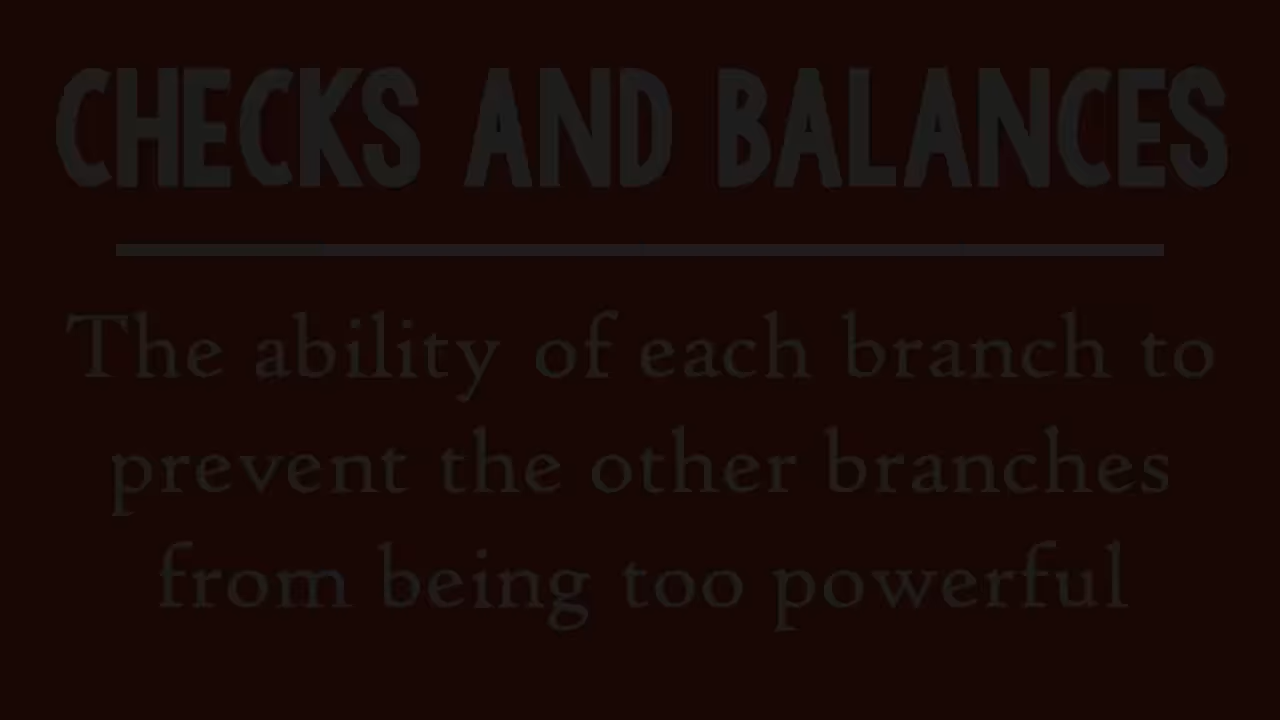 CHECKS AND BALANCES
The ability of each branch to
prevent the other branches
from being too powerful